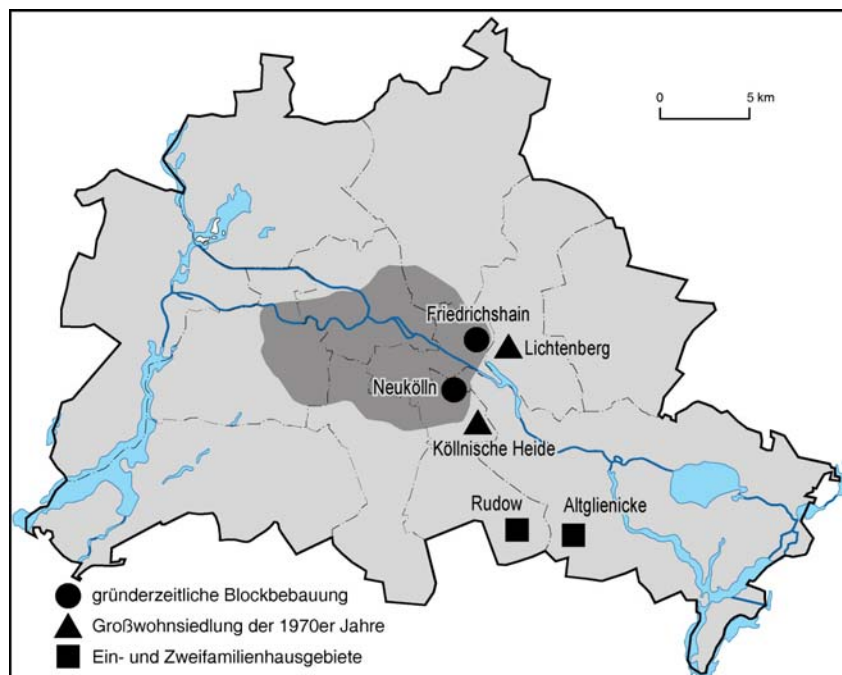 0 5 km
Friedrichshain
Lichtenberg
Neukölln
Köllnische Heide
Rudow
Altglienicke
gründerzeitliche Blockbebauung
Großwohnsiedlung der 1970er Jahre
Ein- und Zweifamilienhausgebiete